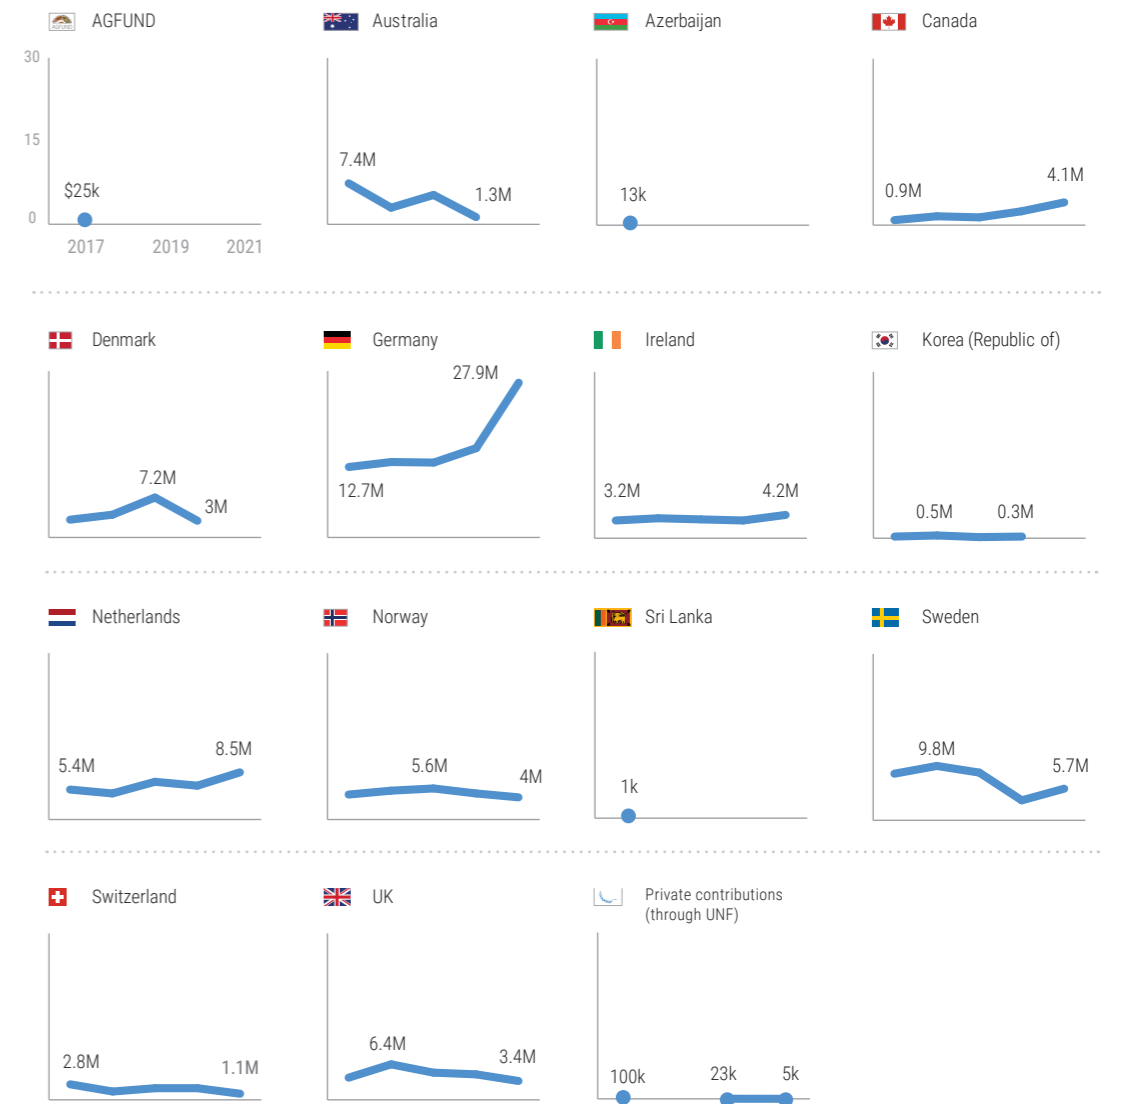 AGFUND
Australia
Azerbaijan
Canada
30
15
0
$25k
2017
2019
2021
7.4M
1.3M
13k
0.9M
4.1M
Denmark
Germany
Ireland
Korea (Republic of)
7.2M
3M
27.9M
12.7M
3.2M
4.2M
0.5M
0.3M
Netherlands
Norway
Sri Lanka
Sweden
5.4M
8.5M
5.6M
4M
1k
9.8M
5.7M
Switzerland
UK
Private contributions
(through UNF)
2.8M
1.1M
6.4M
3.4M
100k
23k
5k